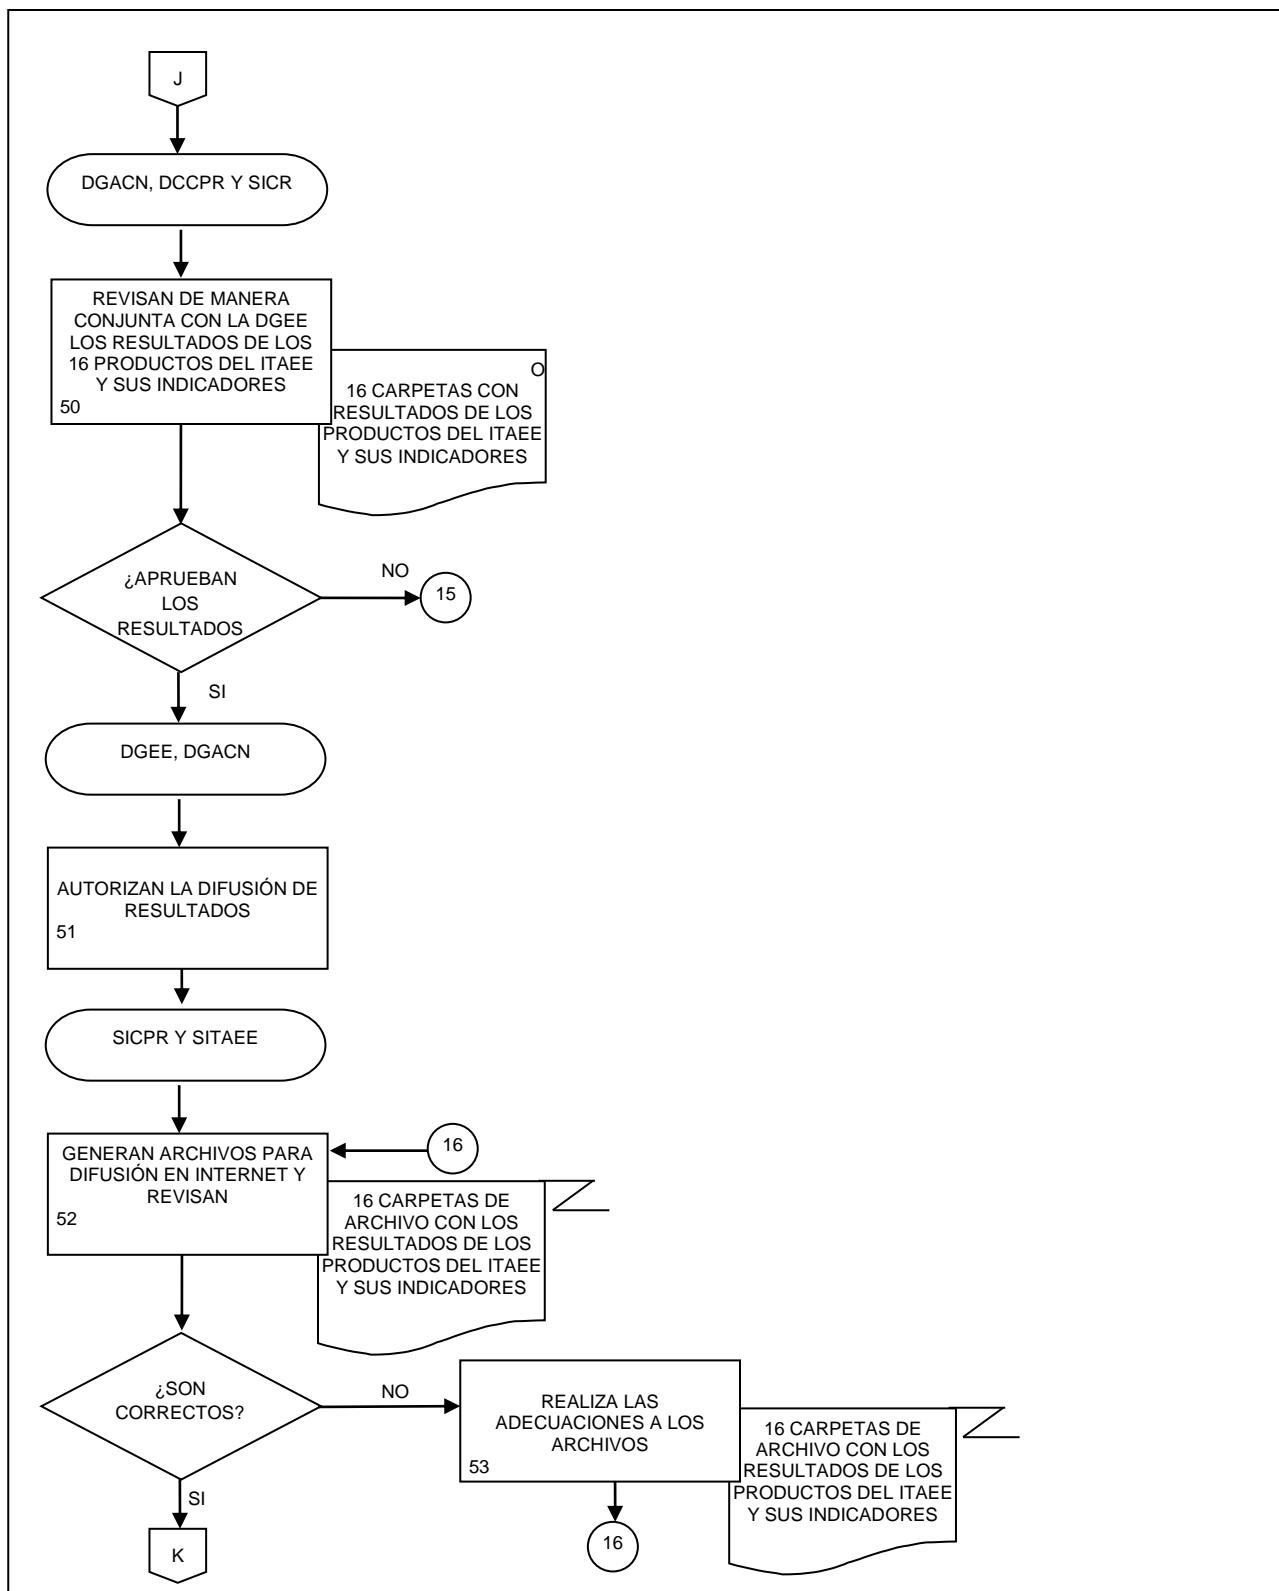 J
DGACN, DCCPR Y SICR
REVISAN DE MANERA
CONJUNTA CON LA DGEE
LOS RESULTADOS DE LOS
16 PRODUCTOS DEL ITAEE
Y SUS INDICADORES
50
O
16 CARPETAS CON
RESULTADOS DE LOS
PRODUCTOS DEL ITAEE
Y SUS INDICADORES
¿APRUEBAN
LOS
RESULTADOS
NO
15
SI
DGEE, DGACN
AUTORIZAN LA DIFUSIÓN DE
RESULTADOS
51
SICPR Y SITAEE
GENERAN ARCHIVOS PARA
DIFUSIÓN EN INTERNET Y
REVISAN
52
16
16 CARPETAS DE
ARCHIVO CON LOS
RESULTADOS DE LOS
PRODUCTOS DEL ITAEE
Y SUS INDICADORES
¿SON
CORRECTOS?
NO
REALIZA LAS
ADECUACIONES A LOS
ARCHIVOS
53
16 CARPETAS DE
ARCHIVO CON LOS
RESULTADOS DE LOS
PRODUCTOS DEL ITAEE
Y SUS INDICADORES
SI
16
K